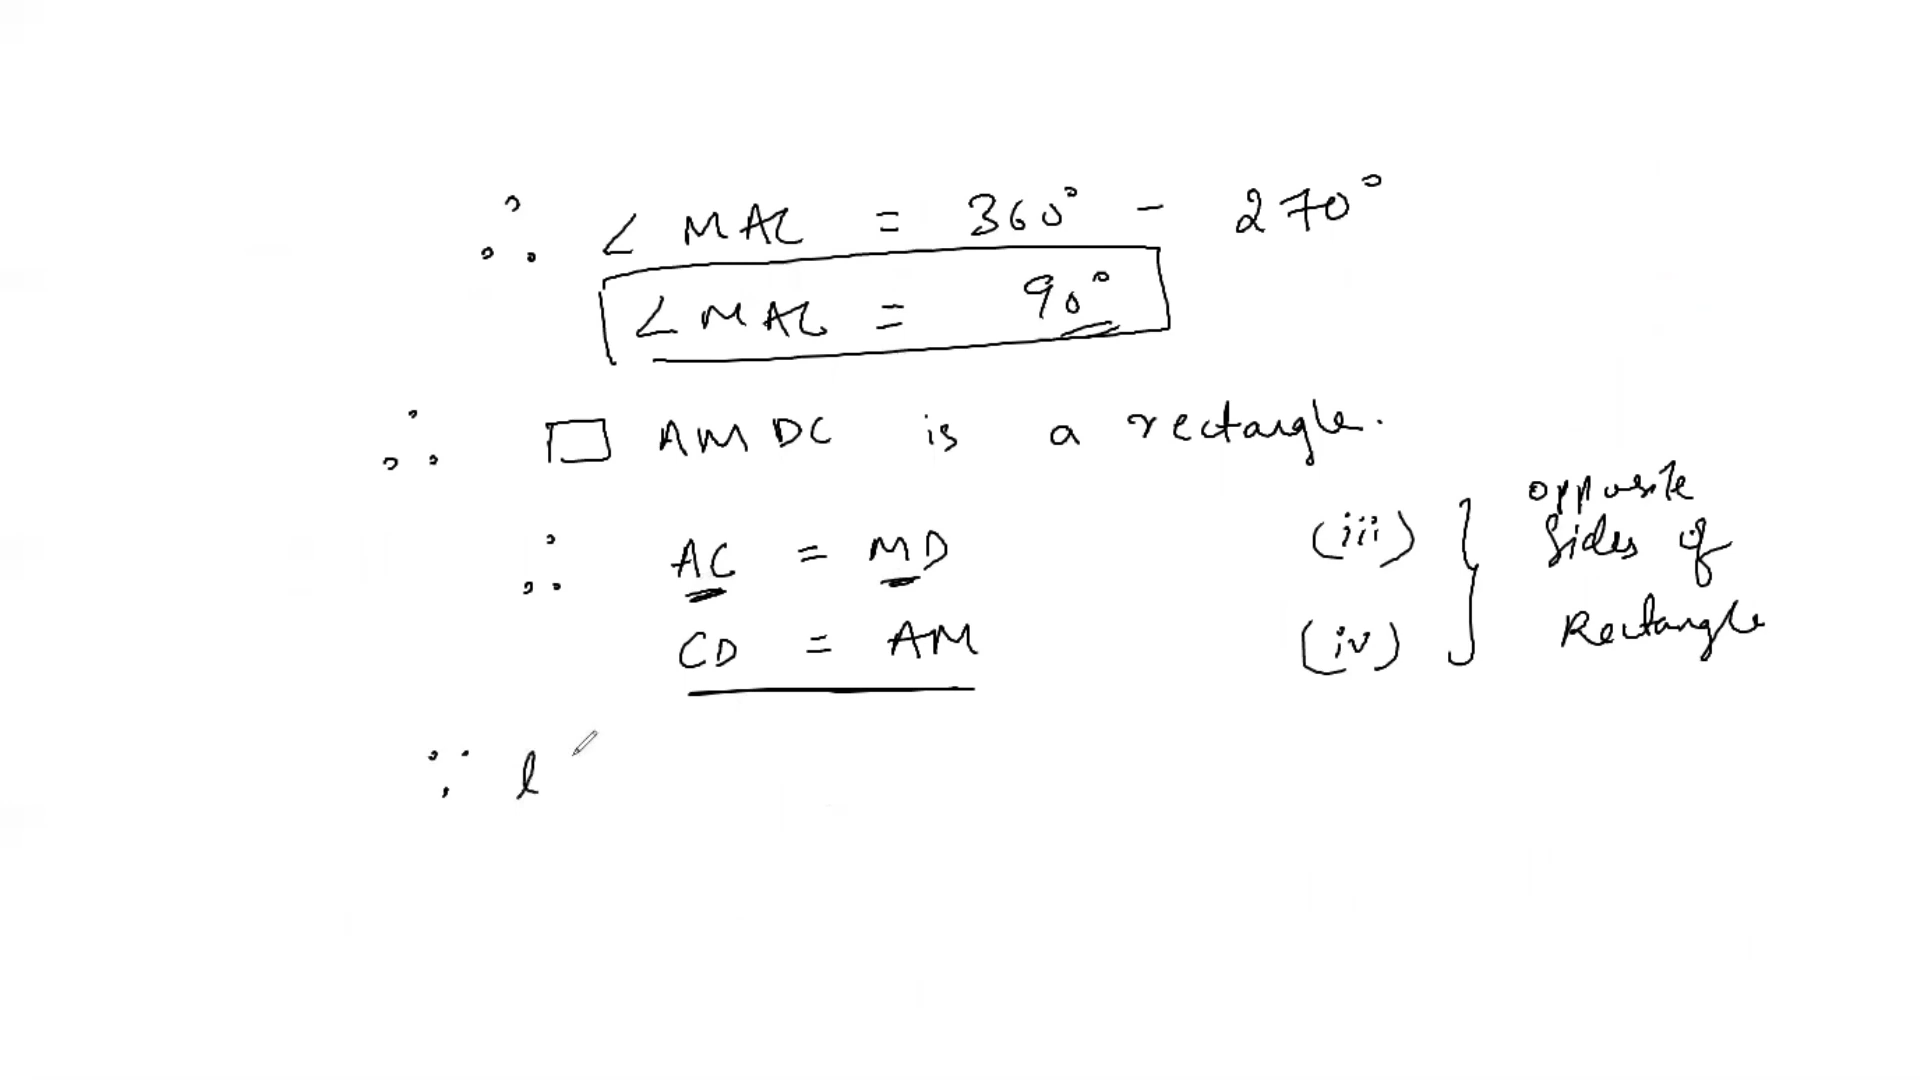 ∴ ∠ MAC = 360° - 270°
∠ MAC = 90°
∴ □ AMDC is a rectangle.
∴ AC = MD (iii)
CD = AM (iv)
opposite
Sides of
Rectangle
∵ l